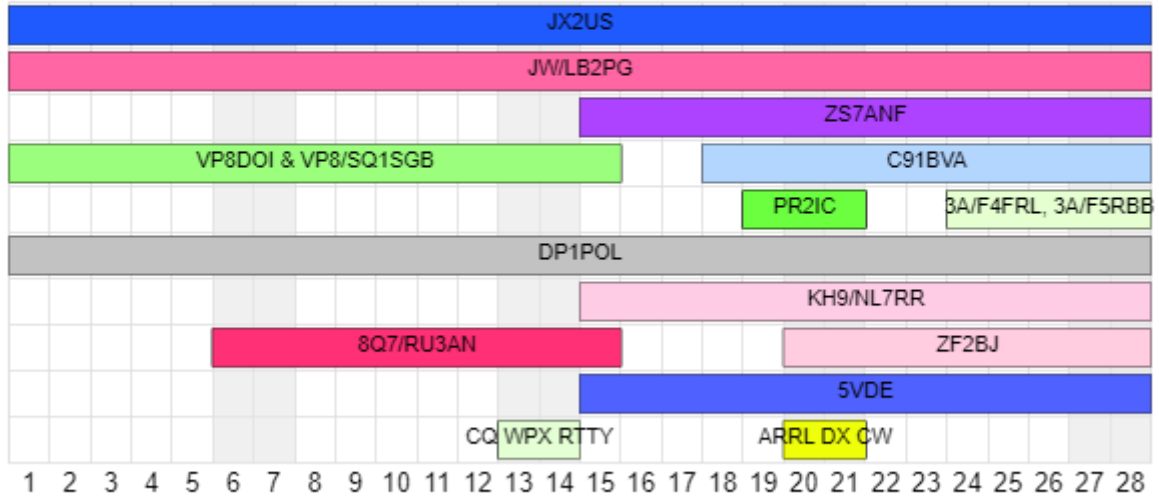 JX2US
JW/LB2PG
ZS7ANF
VP8DOI & VP8/SQ1SGB C91BVA
PR2IC 3A/F4FRL, 3A/F5RBB
DP1POL
KH9/NL7RR
8Q7/RU3AN ZF2BJ
5VDE
CQ WPX RTTY ARRL DX CW
1 2 3 4 5 6 7 8 9 10 11 12 13 14 15 16 17 18 19 20 21 22 23 24 25 26 27 28